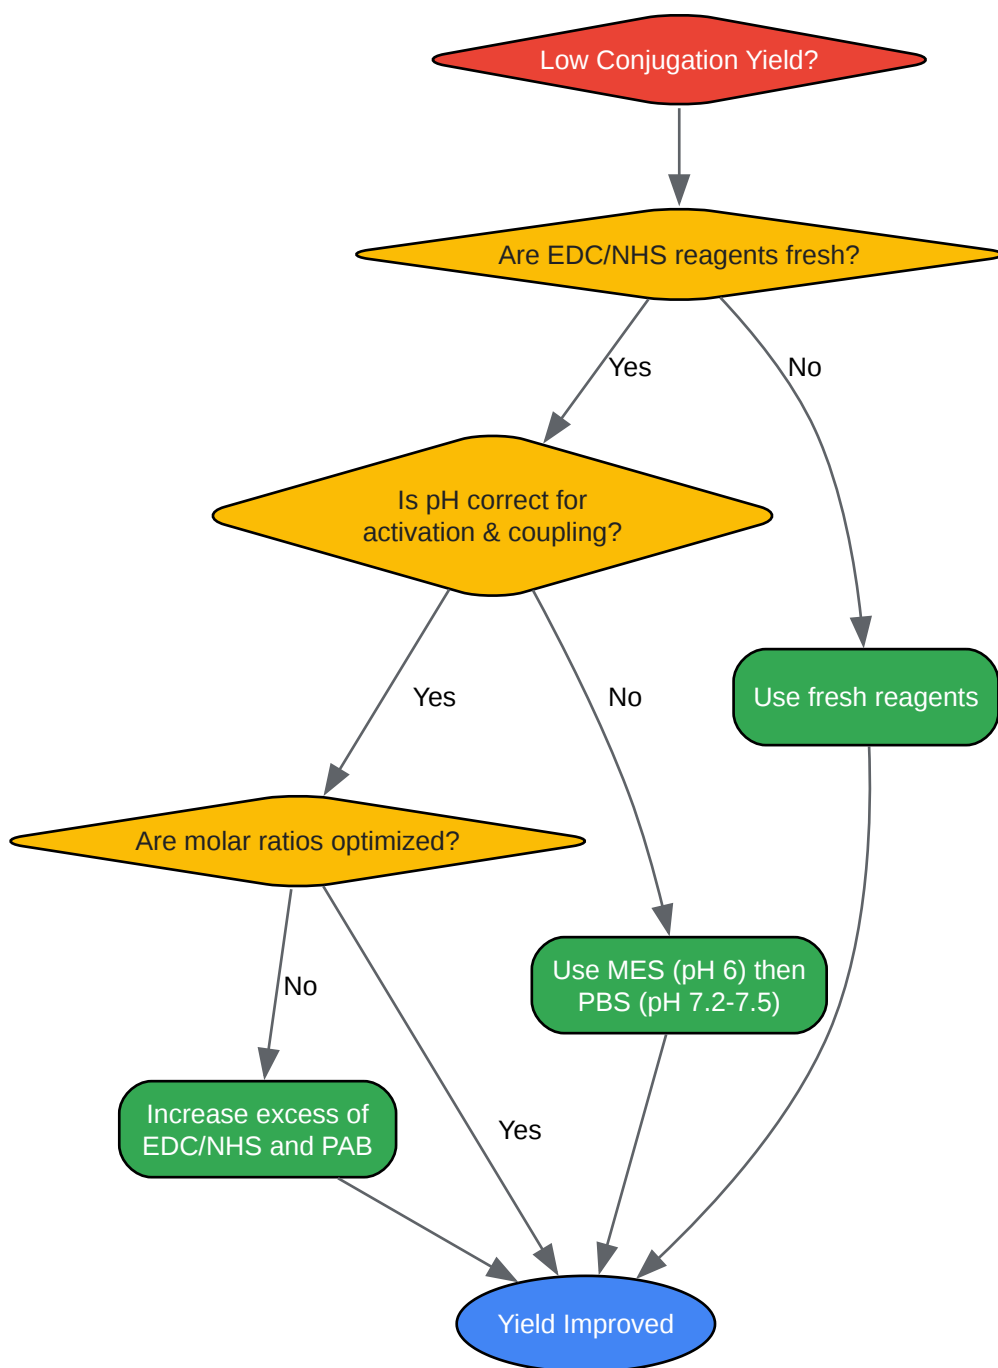 Low Conjugation Yield?
Are EDC/NHS reagents fresh?
Yes
No
Is pH correct for
activation & coupling?
Yes
No
Use fresh reagents
Are molar ratios optimized?
No
Use MES (pH 6) then
PBS (pH 7.2-7.5)
Increase excess of
EDC/NHS and PAB
Yes
Yield Improved